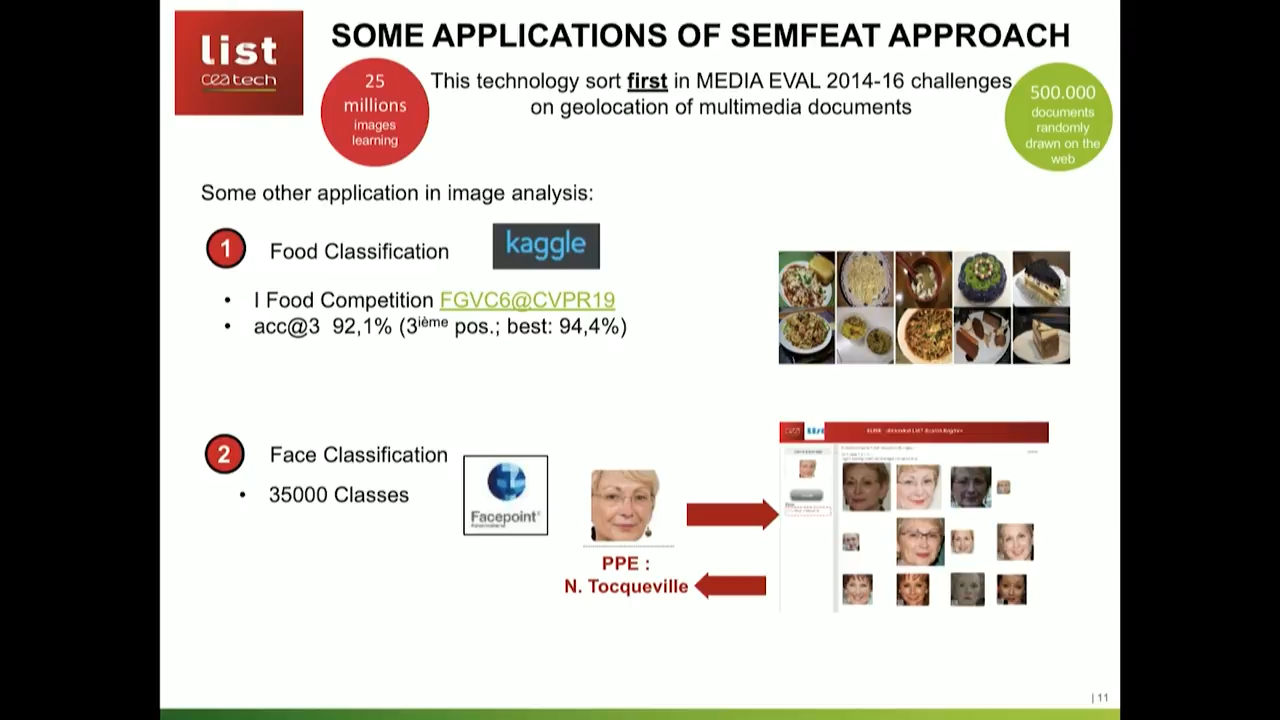 list
ceatech
SOME APPLICATIONS OF SEMFEAT APPROACH
25
millions
images
learning
This technology sort first in MEDIA EVAL 2014-16 challenges
on geolocation of multimedia documents
500.000
documents
randomly
drawn on the
web
Some other application in image analysis:
1
Food Classification
kaggle
• I Food Competition FGVC6@CVPR19
• acc@3 92,1% (3ième pos.; best: 94,4%)
2
Face Classification
• 35000 Classes
Facepoint
PPE :
N. Tocqueville
| 11